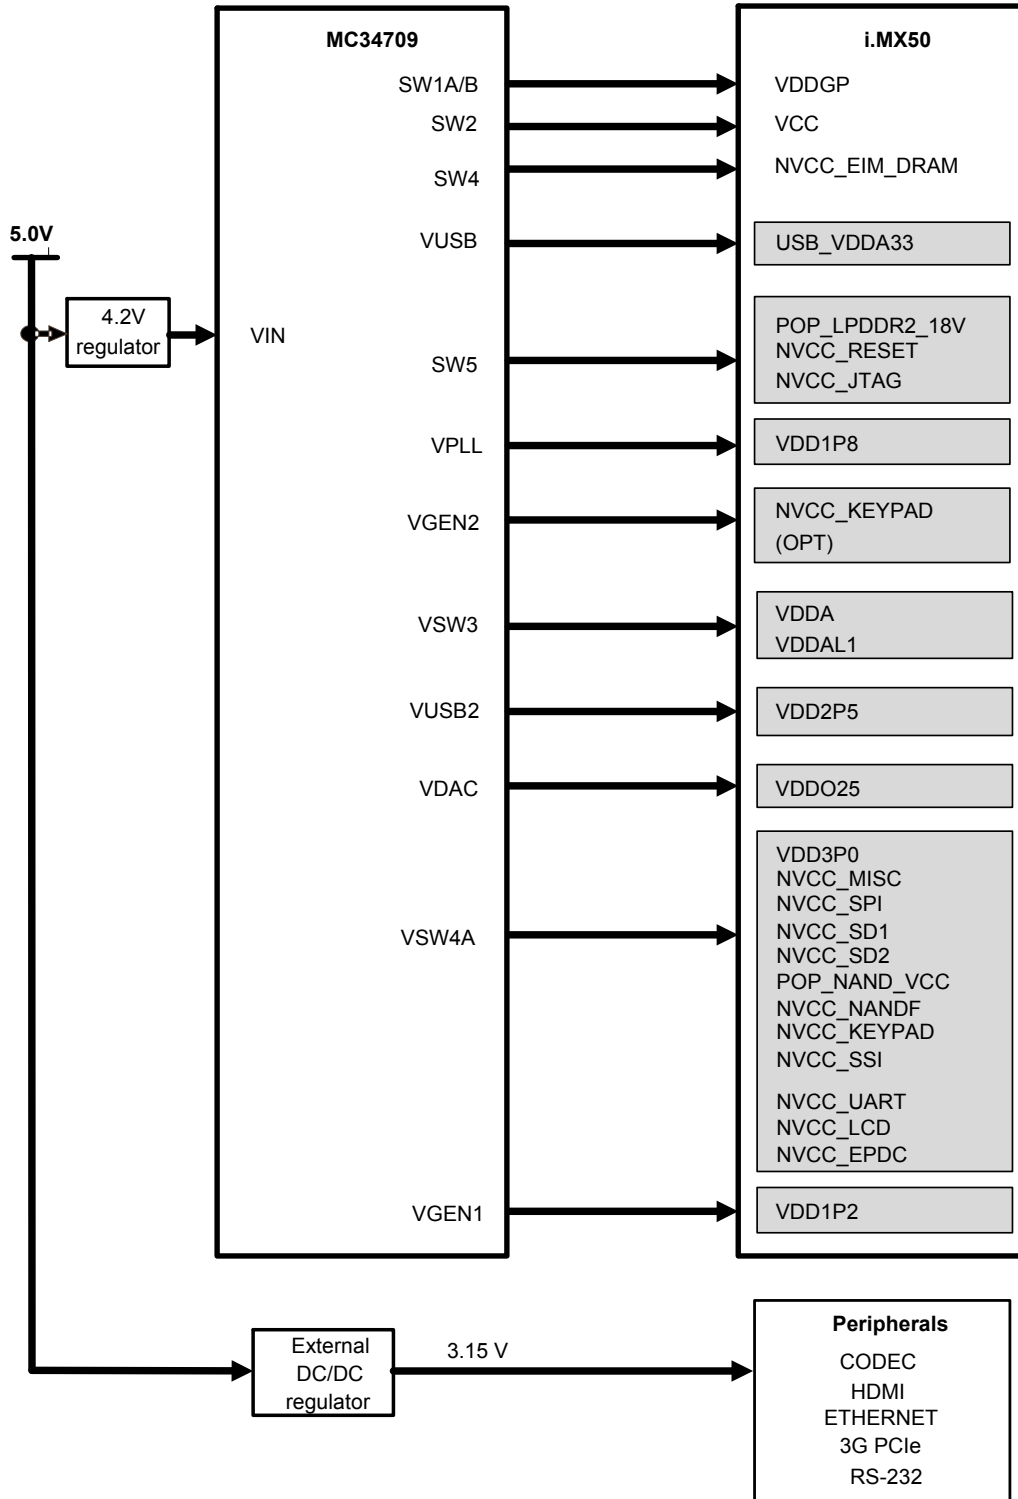 MC34709
i.MX50
SW1A/B
VDDGP
SW2
VCC
SW4
NVCC_EIM_DRAM
5.0V
VUSB
USB_VDDA33
4.2V
regulator
VIN
SW5
POP_LPDDR2_18V
NVCC_RESET
NVCC_JTAG
VPLL
VDD1P8
VGEN2
NVCC_KEYPAD
(OPT)
VSW3
VDDA
VDDAL1
VUSB2
VDD2P5
VDAC
VDDO25
VSW4A
VDD3P0
NVCC_MISC
NVCC_SPI
NVCC_SD1
NVCC_SD2
POP_NAND_VCC
NVCC_NANDF
NVCC_KEYPAD
NVCC_SSI
NVCC_UART
NVCC_LCD
NVCC_EPDC
VGEN1
VDD1P2
External
DC/DC
regulator
3.15 V
Peripherals
CODEC
HDMI
ETHERNET
3G PCIe
RS-232